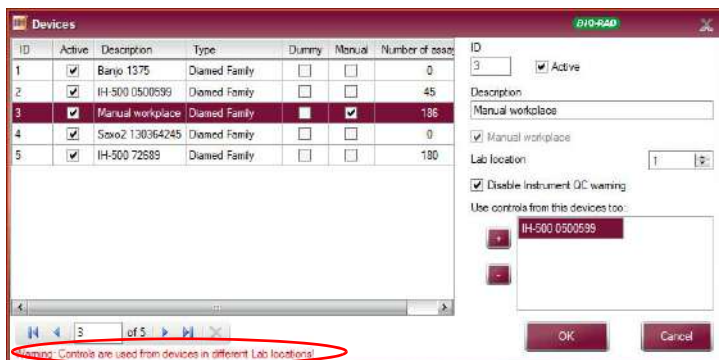 Devices
BIO-RAD
ID Active Description Type Dummy Manual Number of assay
1 Banjo 1375 Diamed Family 0
2 IH-500 0500599 Diamed Family 45
3 Manual workplace Diamed Family 186
4 Saxo2 130364245 Diamed Family 0
5 IH-500 72689 Diamed Family 180
3 of 5
Warning: Controls are used from devices in different Lab locations!
ID
3 Active
Description
Manual workplace
Manual workplace
Lab location 1
Disable Instrument QC warning
Use controls from this devices too:
+ IH-500 0500599
-
OK Cancel